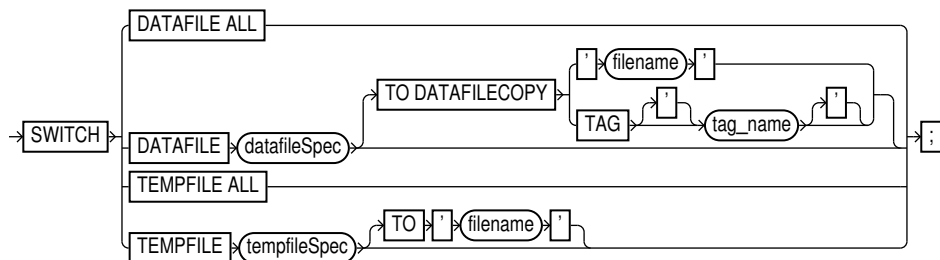 DATAFILE ALL
' filename '
TO DATAFILECOPY
TAG ' tag_name '
SWITCH
DATAFILE datafileSpec
;
TEMPFILE ALL
TO ' filename '
TEMPFILE tempfileSpec